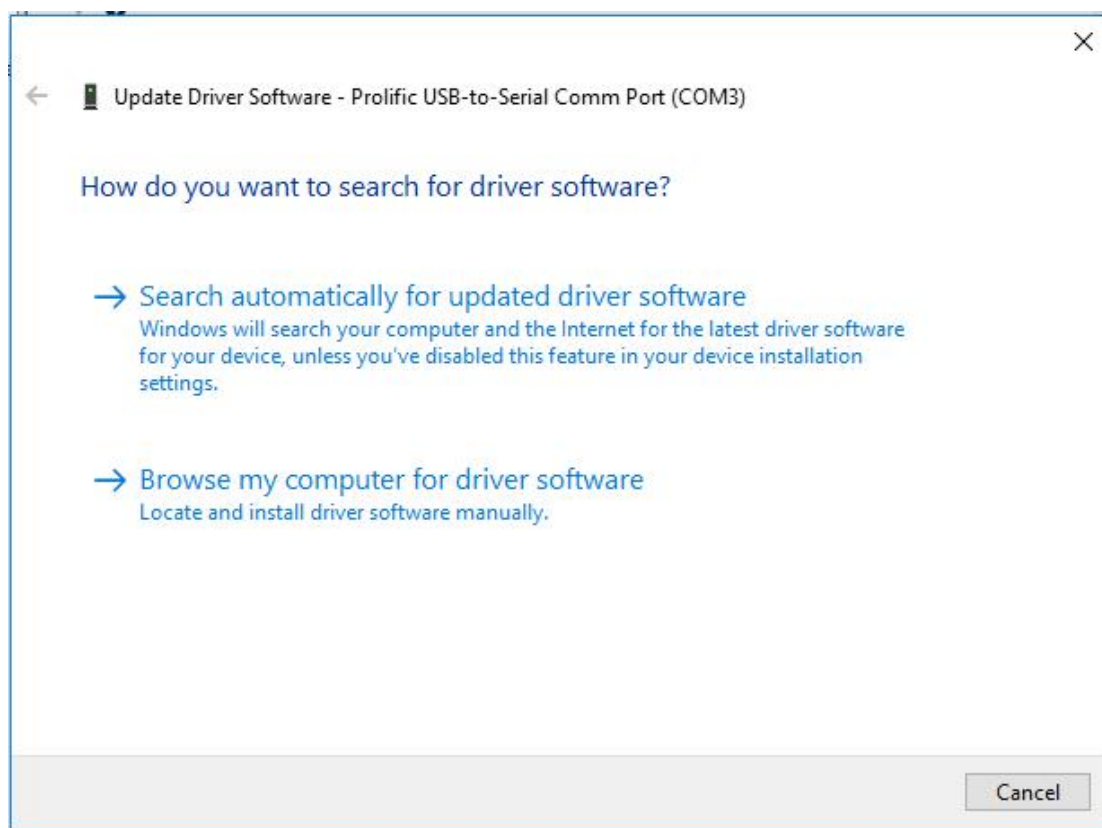 Update Driver Software - Prolific USB-to-Serial Comm Port (COM3)
How do you want to search for driver software?
Search automatically for updated driver software
Windows will search your computer and the Internet for the latest driver software
for your device, unless you've disabled this feature in your device installation
settings.
Browse my computer for driver software
Locate and install driver software manually.
Cancel